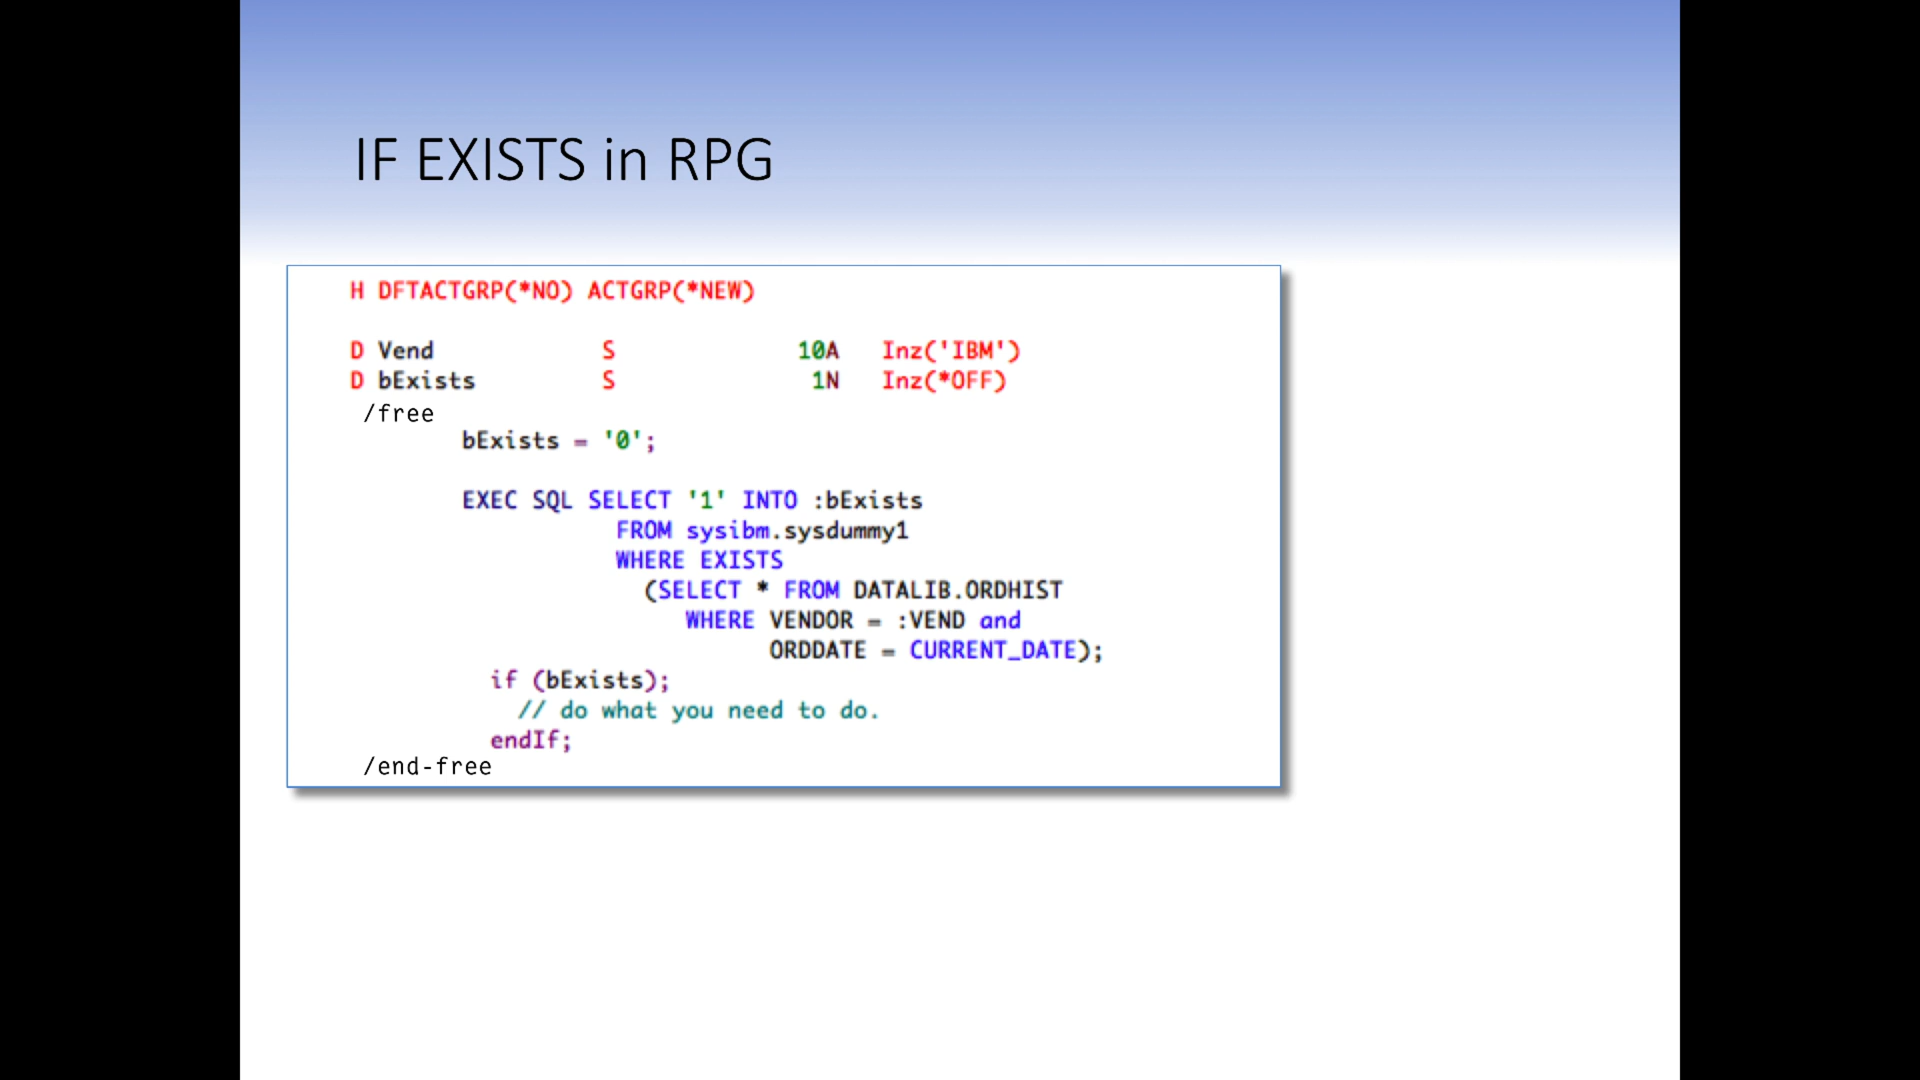 IF EXISTS in RPG
H DFTACTGRP(*NO) ACTGRP(*NEW)
D Vend S 10A Inz('IBM')
D bExists S 1N Inz(*OFF)
/free
bExists = '0';
EXEC SQL SELECT '1' INTO :bExists
FROM sysibm.sysdummy1
WHERE EXISTS
(SELECT * FROM DATALIB.ORDHIST
WHERE VENDOR = :VEND and
ORDDATE = CURRENT_DATE);
if (bExists);
// do what you need to do.
endIf;
/end-free